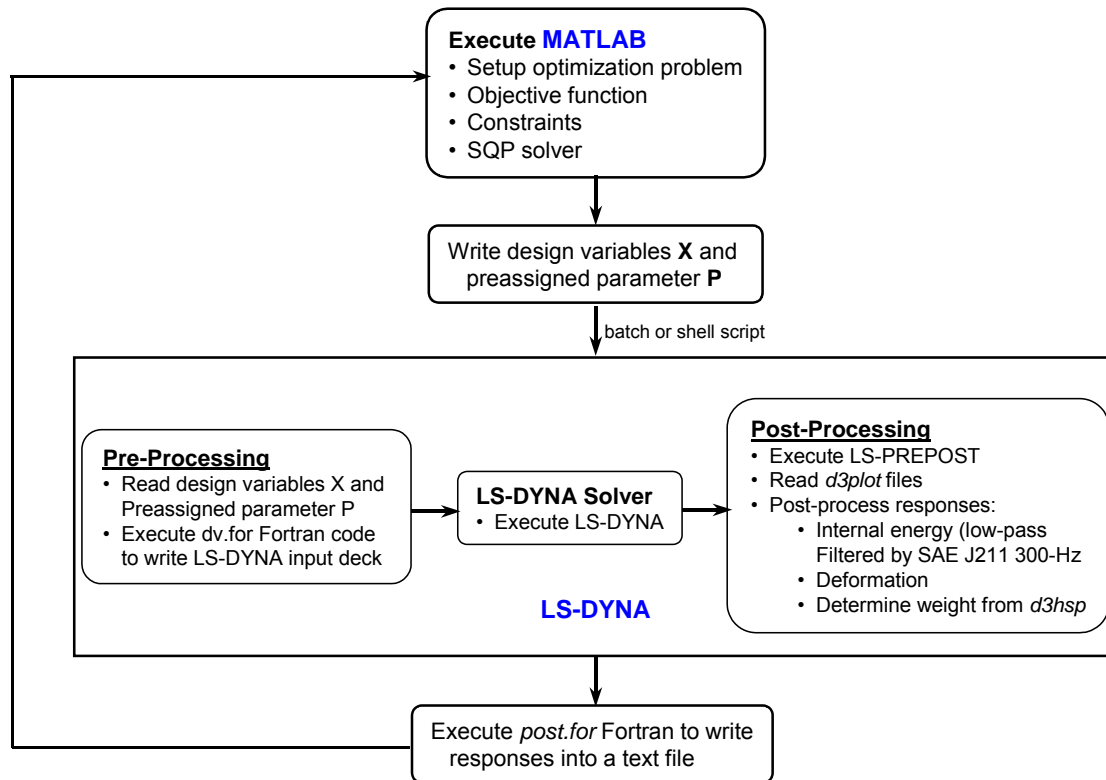 Execute MATLAB
• Setup optimization problem
• Objective function
• Constraints
• SQP solver
Write design variables X and
preassigned parameter P
batch or shell script
Pre-Processing
• Read design variables X and
Preassigned parameter P
• Execute dv.for Fortran code
to write LS-DYNA input deck
LS-DYNA Solver
• Execute LS-DYNA
Post-Processing
• Execute LS-PREPOST
• Read d3plot files
• Post-process responses:
• Internal energy (low-pass
Filtered by SAE J211 300-Hz
• Deformation
• Determine weight from d3hsp
LS-DYNA
Execute post.for Fortran to write
responses into a text file